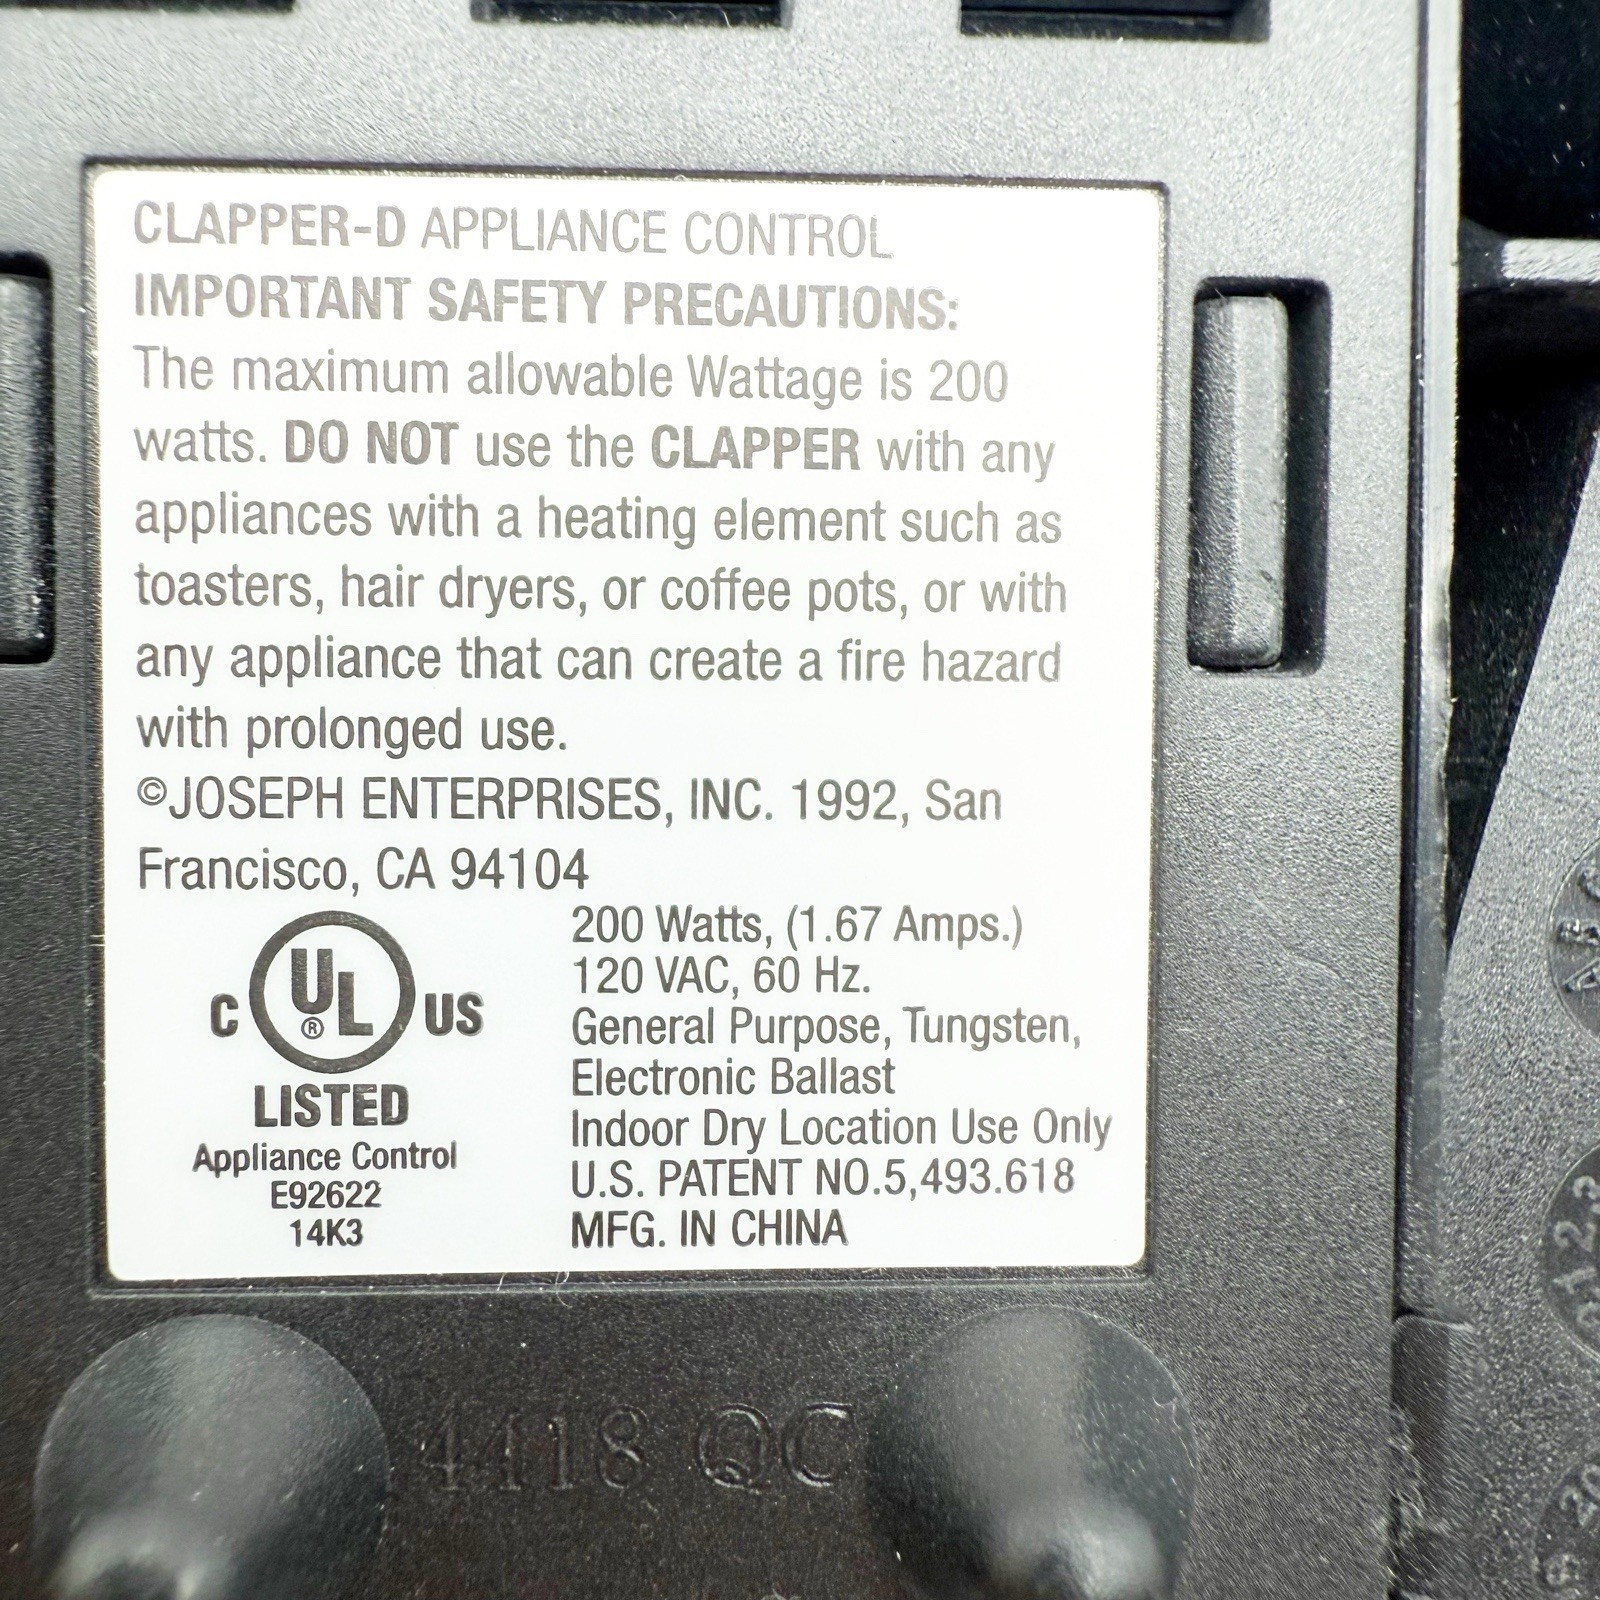 CLAPPER-D APPLIANCE CONTROL
IMPORTANT SAFETY PRECAUTIONS:
The maximum allowable Wattage is 200
watts. DO NOT use the CLAPPER with any
appliances with a heating element such as
toasters, hair dryers, or coffee pots, or with
any appliance that can create a fire hazard
with prolonged use.
©JOSEPH ENTERPRISES, INC. 1992, San
Francisco, CA 94104
C UL® US
LISTED
Appliance Control
E92622
14K3
200 Watts, (1.67 Amps.)
120 VAC, 60 Hz.
General Purpose, Tungsten,
Electronic Ballast
Indoor Dry Location Use Only
U.S. PATENT NO.5,493.618
MFG. IN CHINA
4418 QC